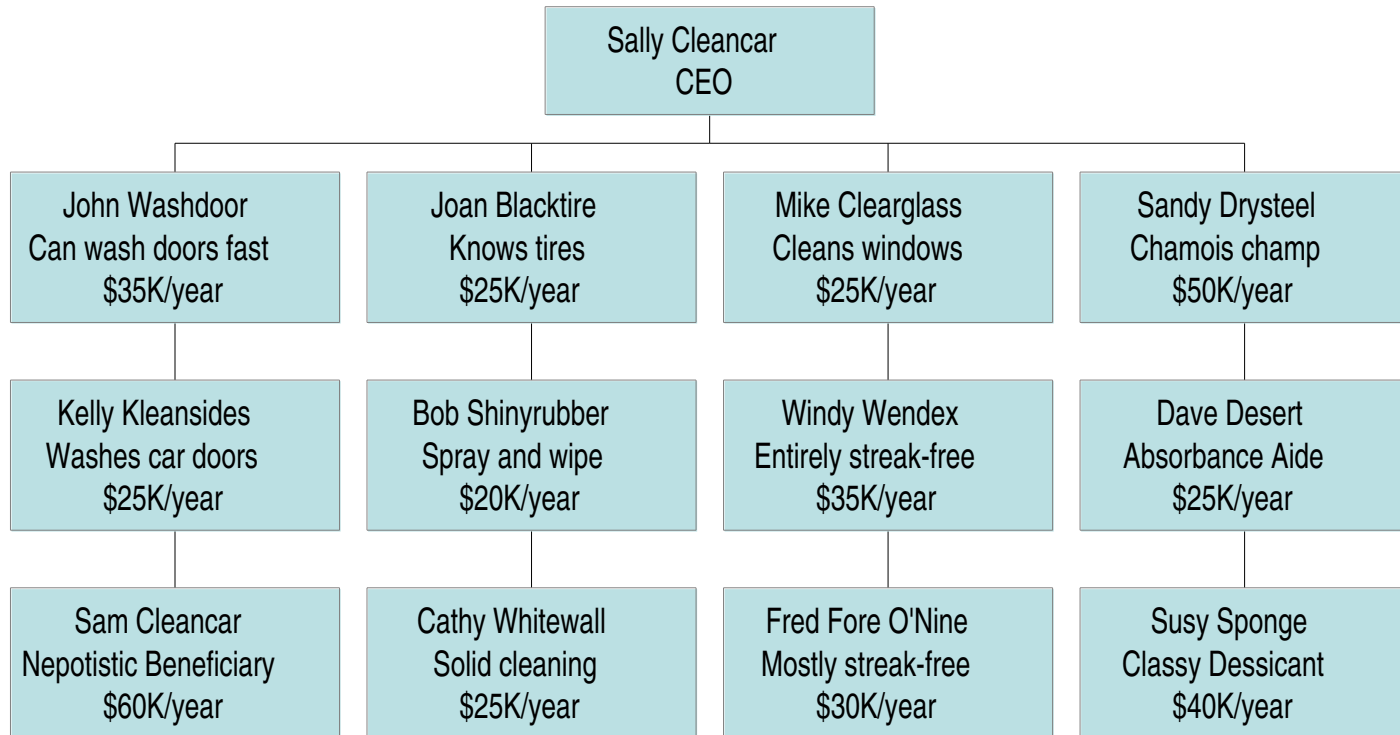 Sally Cleancar
CEO
John Washdoor
Can wash doors fast
$35K/year
Joan Blacktire
Knows tires
$25K/year
Mike Clearglass
Cleans windows
$25K/year
Sandy Drysteel
Chamois champ
$50K/year
Kelly Kleansides
Washes car doors
$25K/year
Bob Shinyrubber
Spray and wipe
$20K/year
Windy Wendex
Entirely streak-free
$35K/year
Dave Desert
Absorbance Aide
$25K/year
Sam Cleancar
Nepotistic Beneficiary
$60K/year
Cathy Whitewall
Solid cleaning
$25K/year
Fred Fore O'Nine
Mostly streak-free
$30K/year
Susy Sponge
Classy Dessicant
$40K/year